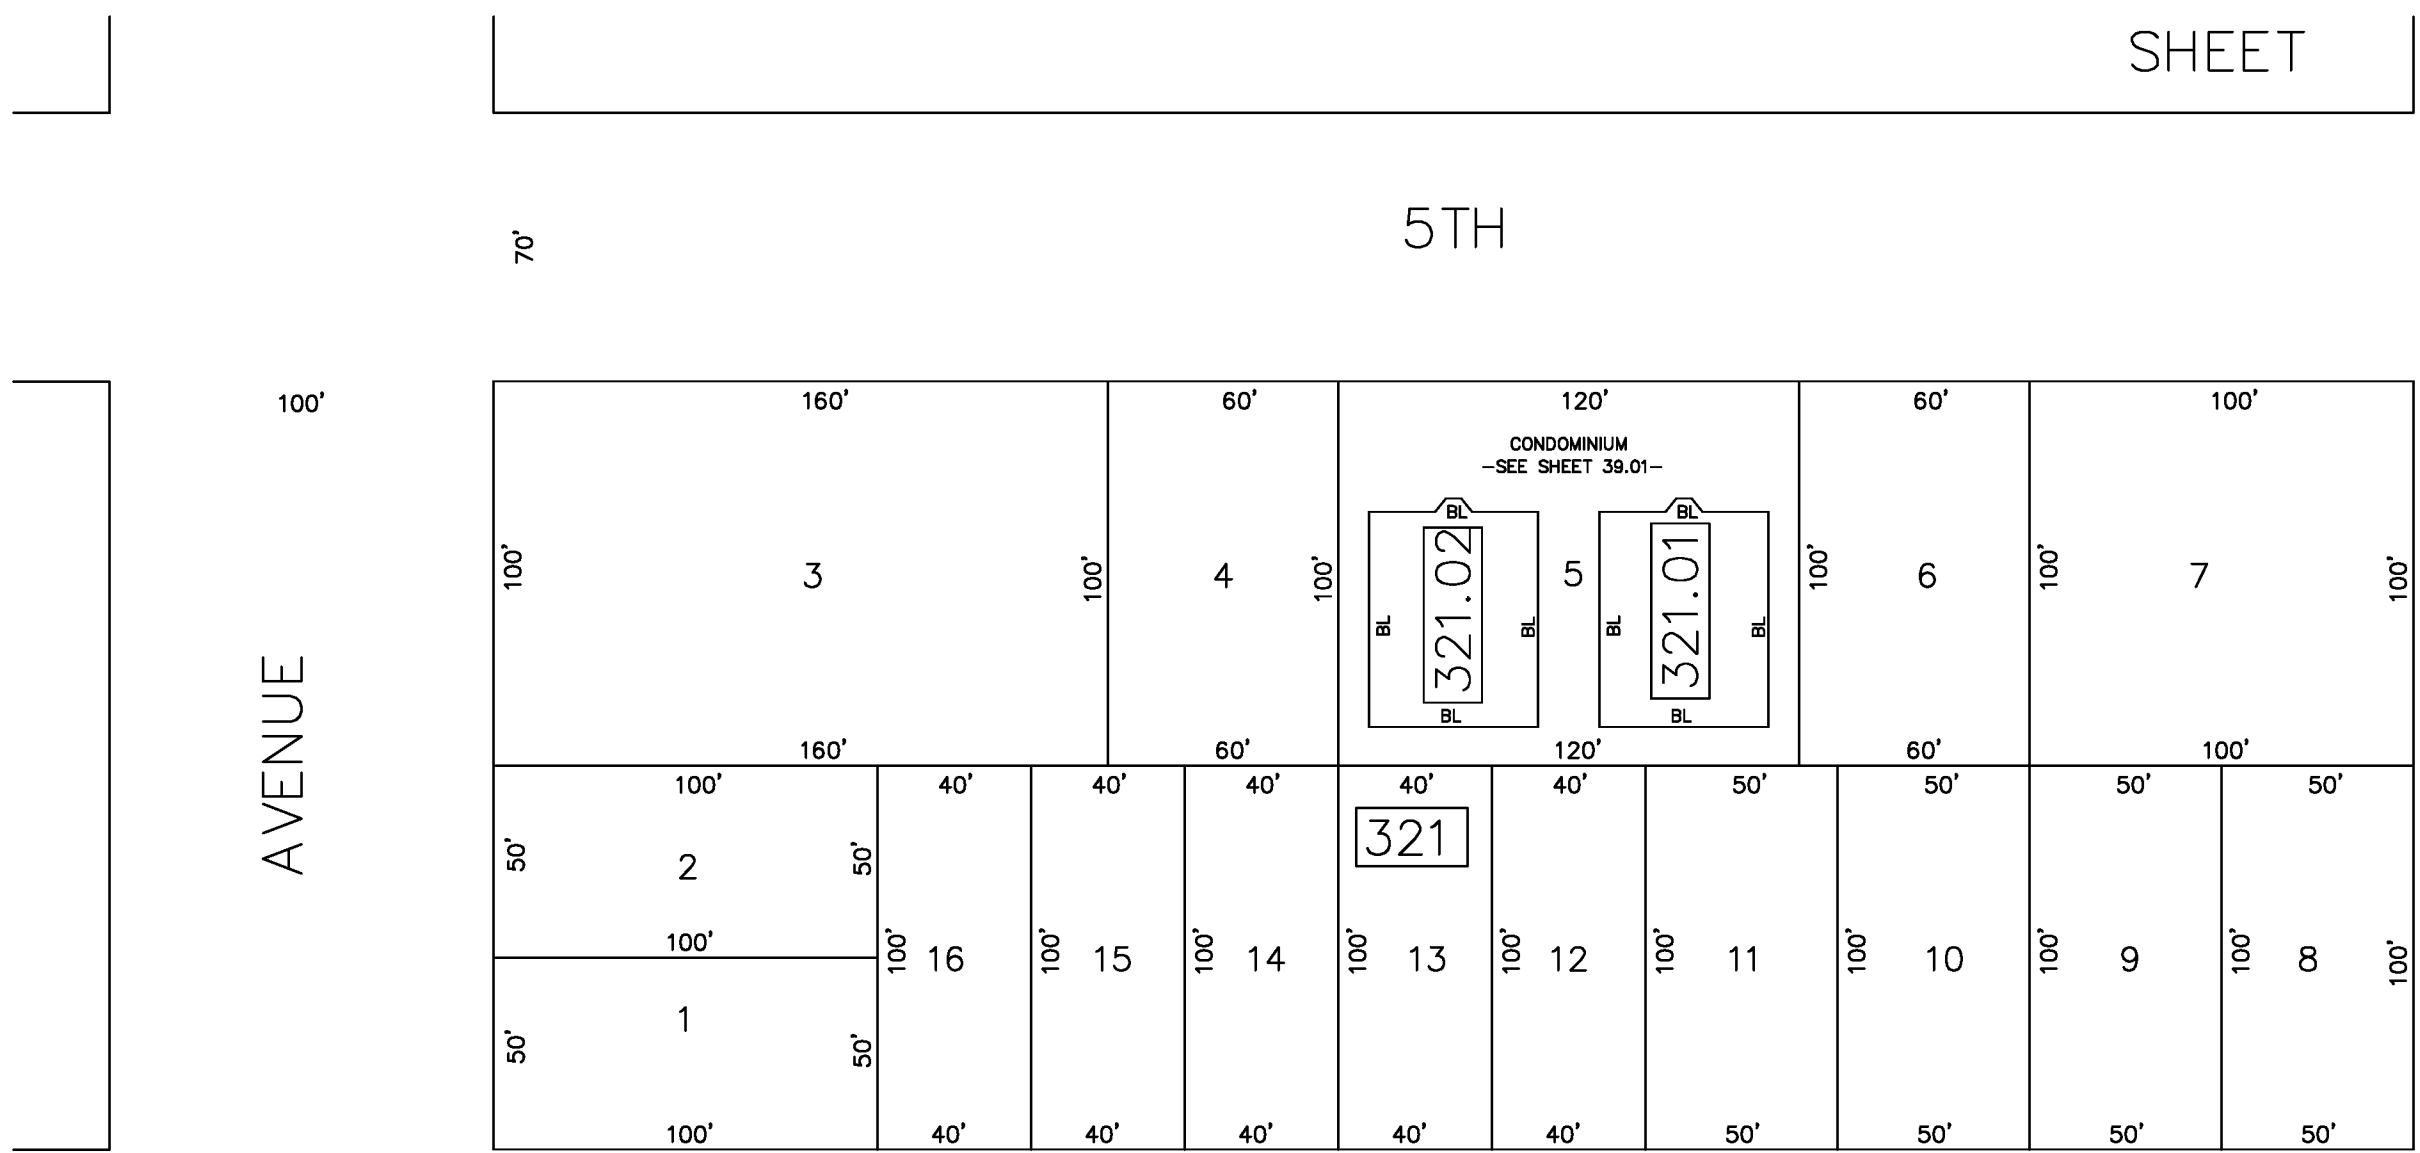 SHEET
5TH
70'
100'
160' 60' 120' 60' 100'
CONDOMINIUM
-SEE SHEET 39.01-
BL BL
100' 3 100' 4 100' 321.02 5 321.01 100' 6 100' 7 100'
BL BL BL BL
BL BL
AVENUE
160' 60' 120' 60' 100'
100' 40' 40' 40' 40' 40' 50' 50' 50' 50'
321
50' 2 50'
100'
100' 16 100' 15 100' 14 100' 13 100' 12 100' 11 100' 10 100' 9 100' 8 100'
1
50' 50'
100' 40' 40' 40' 40' 40' 50' 50' 50' 50'